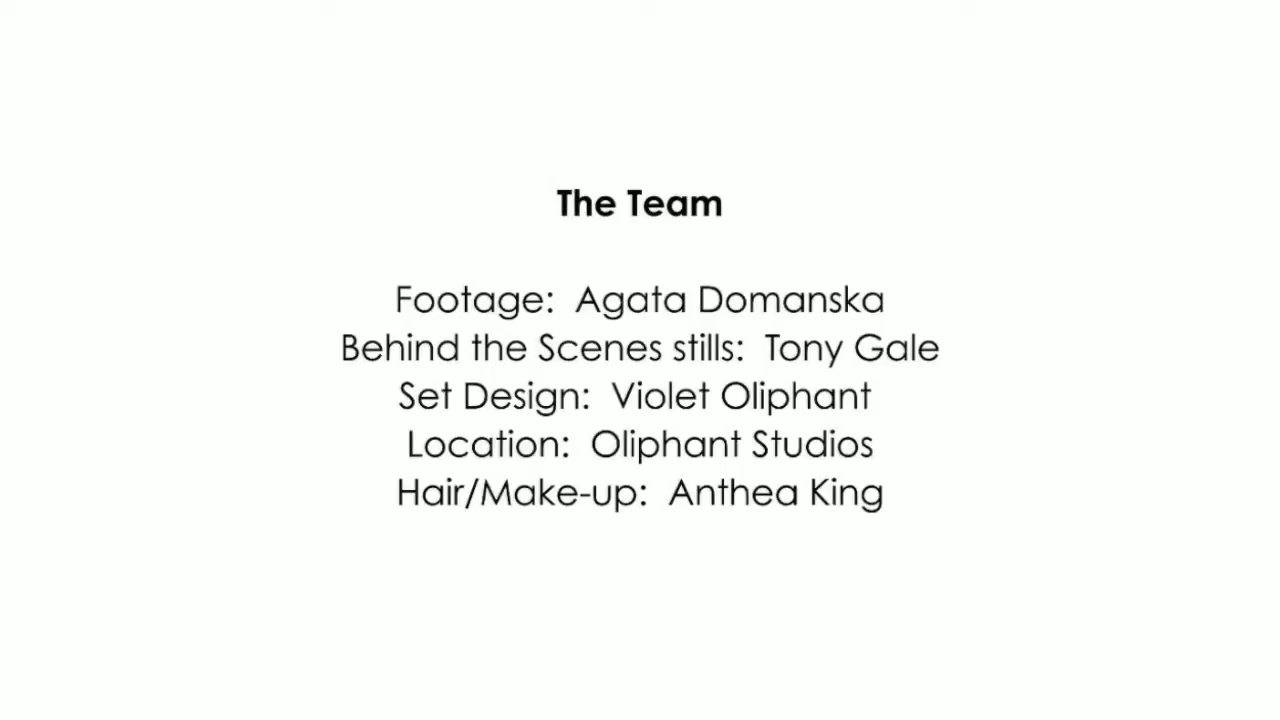 The Team
Footage:  Agata Domanska
Behind the Scenes stills:  Tony Gale
Set Design:  Violet Oliphant
Location:  Oliphant Studios
Hair/Make-up:  Anthea King